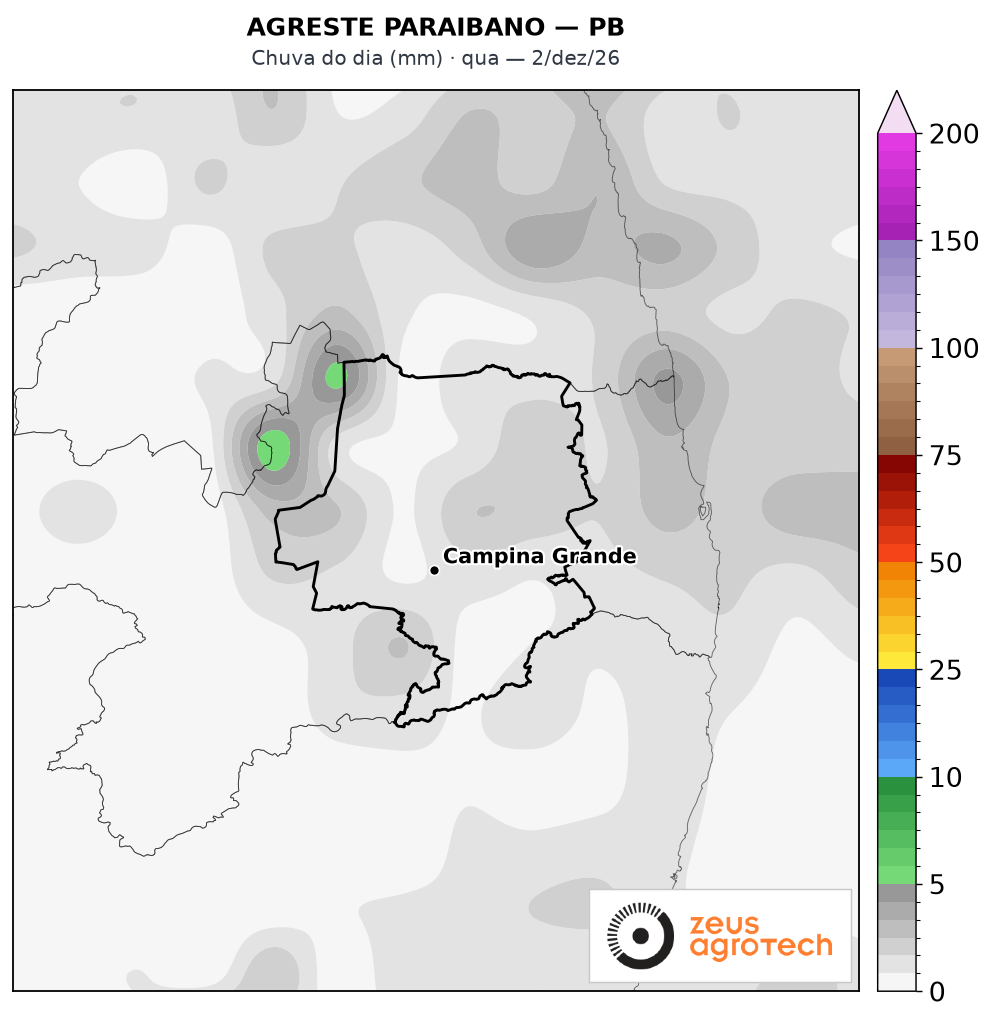 AGRESTE PARAIBANO — PB
Chuva do dia (mm) · qua — 2/dez/26
200
150
100
75
50
25
10
5
0
Campina Grande
zeus
agrotech